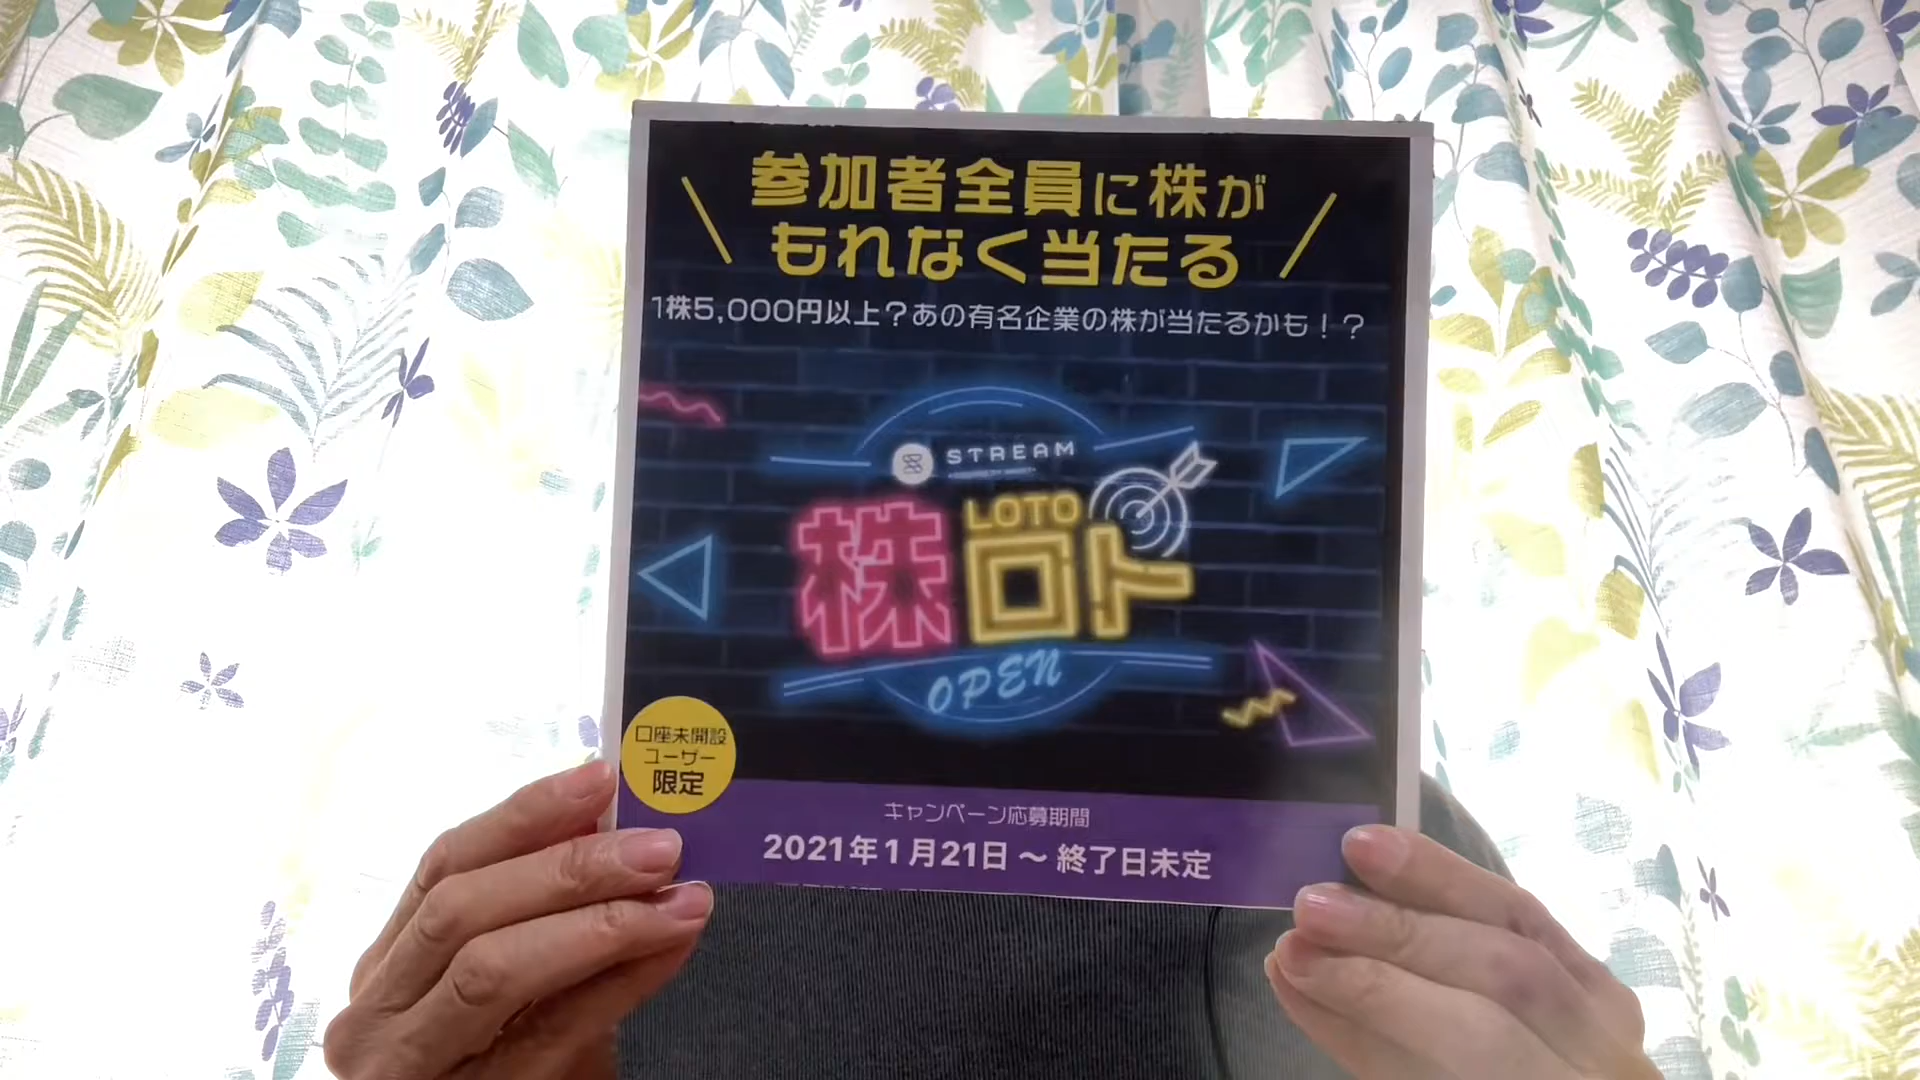 参加者全員に株が
もれなく当たる
1株5,000円以上？あの有名企業の株が当たるかも！？
STREAM
LOTO
株ロト
OPEN
口座未開設
ユーザー
限定
キャンペーン応募期間
2021年1月21日～終了日未定